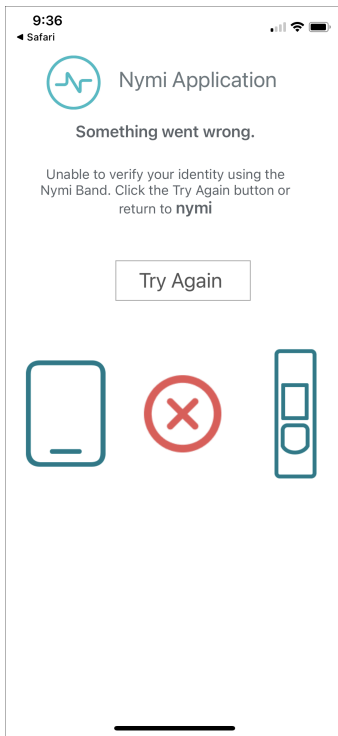 9:36
◀ Safari
Nymi Application
Something went wrong.
Unable to verify your identity using the
Nymi Band. Click the Try Again button or
return to nymi
Try Again